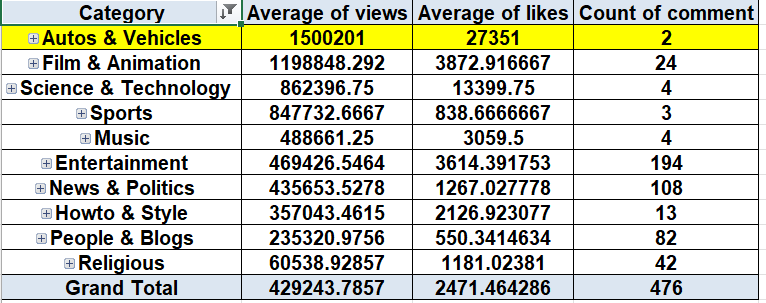 Category Average of views Average of likes Count of comment
Autos & Vehicles 1500201 27351 2
Film & Animation 1198848.292 3872.916667 24
Science & Technology 862396.75 13399.75 4
Sports 847732.6667 838.6666667 3
Music 488661.25 3059.5 4
Entertainment 469426.5464 3614.391753 194
News & Politics 435653.5278 1267.027778 108
Howto & Style 357043.4615 2126.923077 13
People & Blogs 235320.9756 550.3414634 82
Religious 60538.92857 1181.02381 42
Grand Total 429243.7857 2471.464286 476